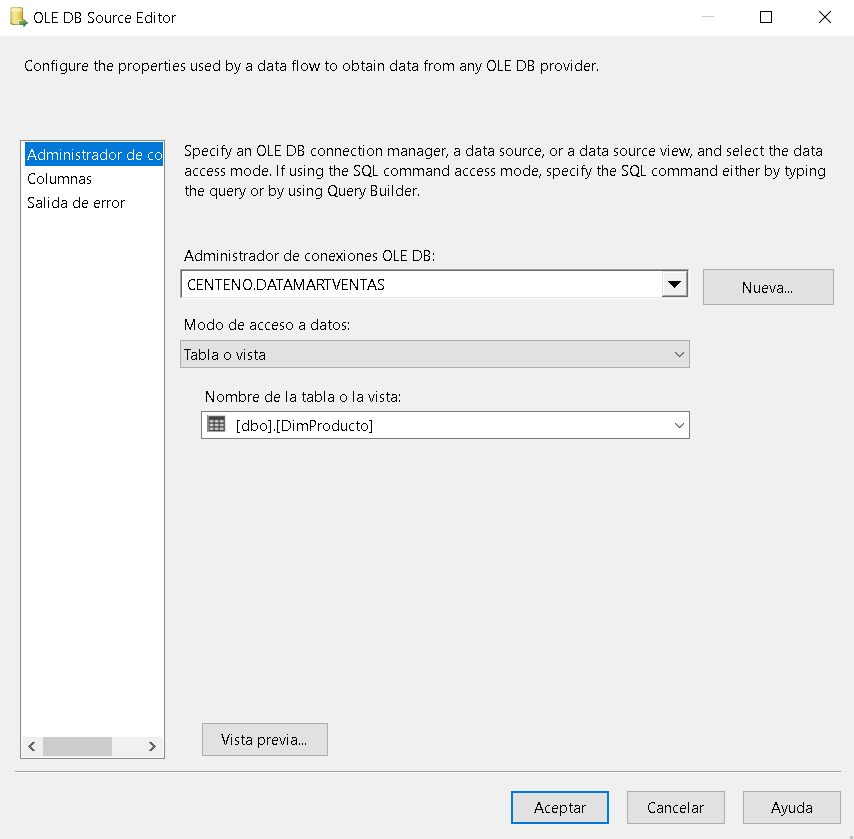 OLE DB Source Editor
Configure the properties used by a data flow to obtain data from any OLE DB provider.
Administrador de co
Columnas
Salida de error
Specify an OLE DB connection manager, a data source, or a data source view, and select the data
access mode. If using the SQL command access mode, specify the SQL command either by typing
the query or by using Query Builder.
Administrador de conexiones OLE DB:
CENTENO.DATAMARTVENTAS
Nueva...
Modo de acceso a datos:
Tabla o vista
Nombre de la tabla o la vista:
[dbo].[DimProducto]
Vista previa...
Aceptar
Cancelar
Ayuda